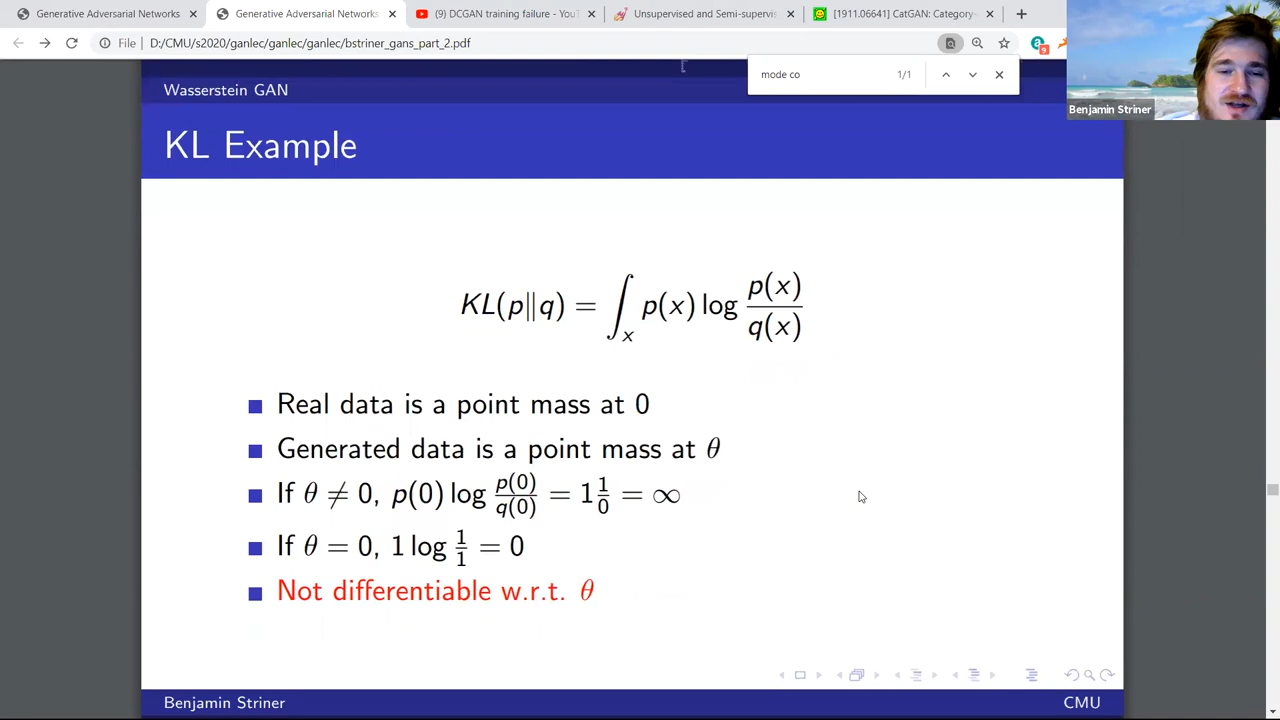 Generative Adversarial Networks
Generative Adversarial Networks
(9) DCGAN training failure - YouT
Unsupervised and Semi-supervis
[1911.06641] CatGAN: Category-
File
D:/CMU/s2020/ganlec/ganlec/ganlec/bstriner_gans_part_2.pdf
9
mode co
1/1
Benjamin Striner
Wasserstein GAN
KL Example
KL(p‖q) = ∫ₓ p(x) log p(x)/q(x)
Real data is a point mass at 0
Generated data is a point mass at θ
If θ ≠ 0, p(0) log p(0)/q(0) = 1 1/0 = ∞
If θ = 0, 1 log 1/1 = 0
Not differentiable w.r.t. θ
Benjamin Striner
CMU